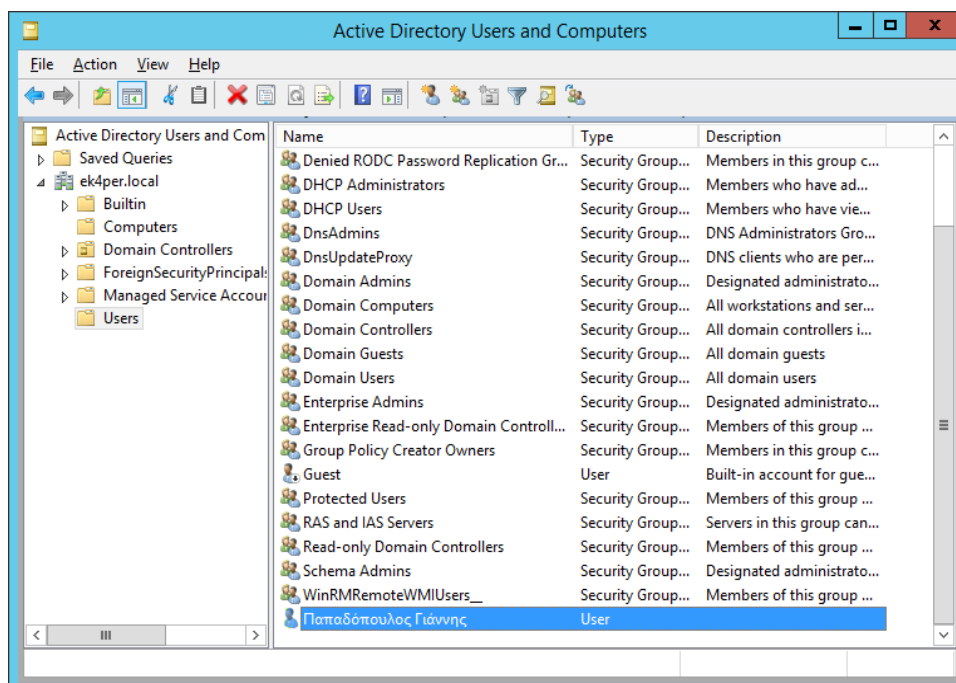 Active Directory Users and Computers
File Action View Help
Active Directory Users and Com
Saved Queries
ek4per.local
Builtin
Computers
Domain Controllers
ForeignSecurityPrincipal
Managed Service Accour
Users
Name Type Description
Denied RODC Password Replication Gr... Security Group... Members in this group c...
DHCP Administrators Security Group... Members who have ad...
DHCP Users Security Group... Members who have vie...
DnsAdmins Security Group... DNS Administrators Gro...
DnsUpdateProxy Security Group... DNS clients who are per...
Domain Admins Security Group... Designated administrato...
Domain Computers Security Group... All workstations and ser...
Domain Controllers Security Group... All domain controllers i...
Domain Guests Security Group... All domain guests
Domain Users Security Group... All domain users
Enterprise Admins Security Group... Designated administrato...
Enterprise Read-only Domain Controll... Security Group... Members of this group ...
Group Policy Creator Owners Security Group... Members in this group c...
Guest User Built-in account for gue...
Protected Users Security Group... Members of this group ...
RAS and IAS Servers Security Group... Servers in this group can...
Read-only Domain Controllers Security Group... Members of this group ...
Schema Admins Security Group... Designated administrato...
WinRMRemoteWMIUsers__ Security Group... Members of this group ...
Παπαδόπουλος Γιάννης User